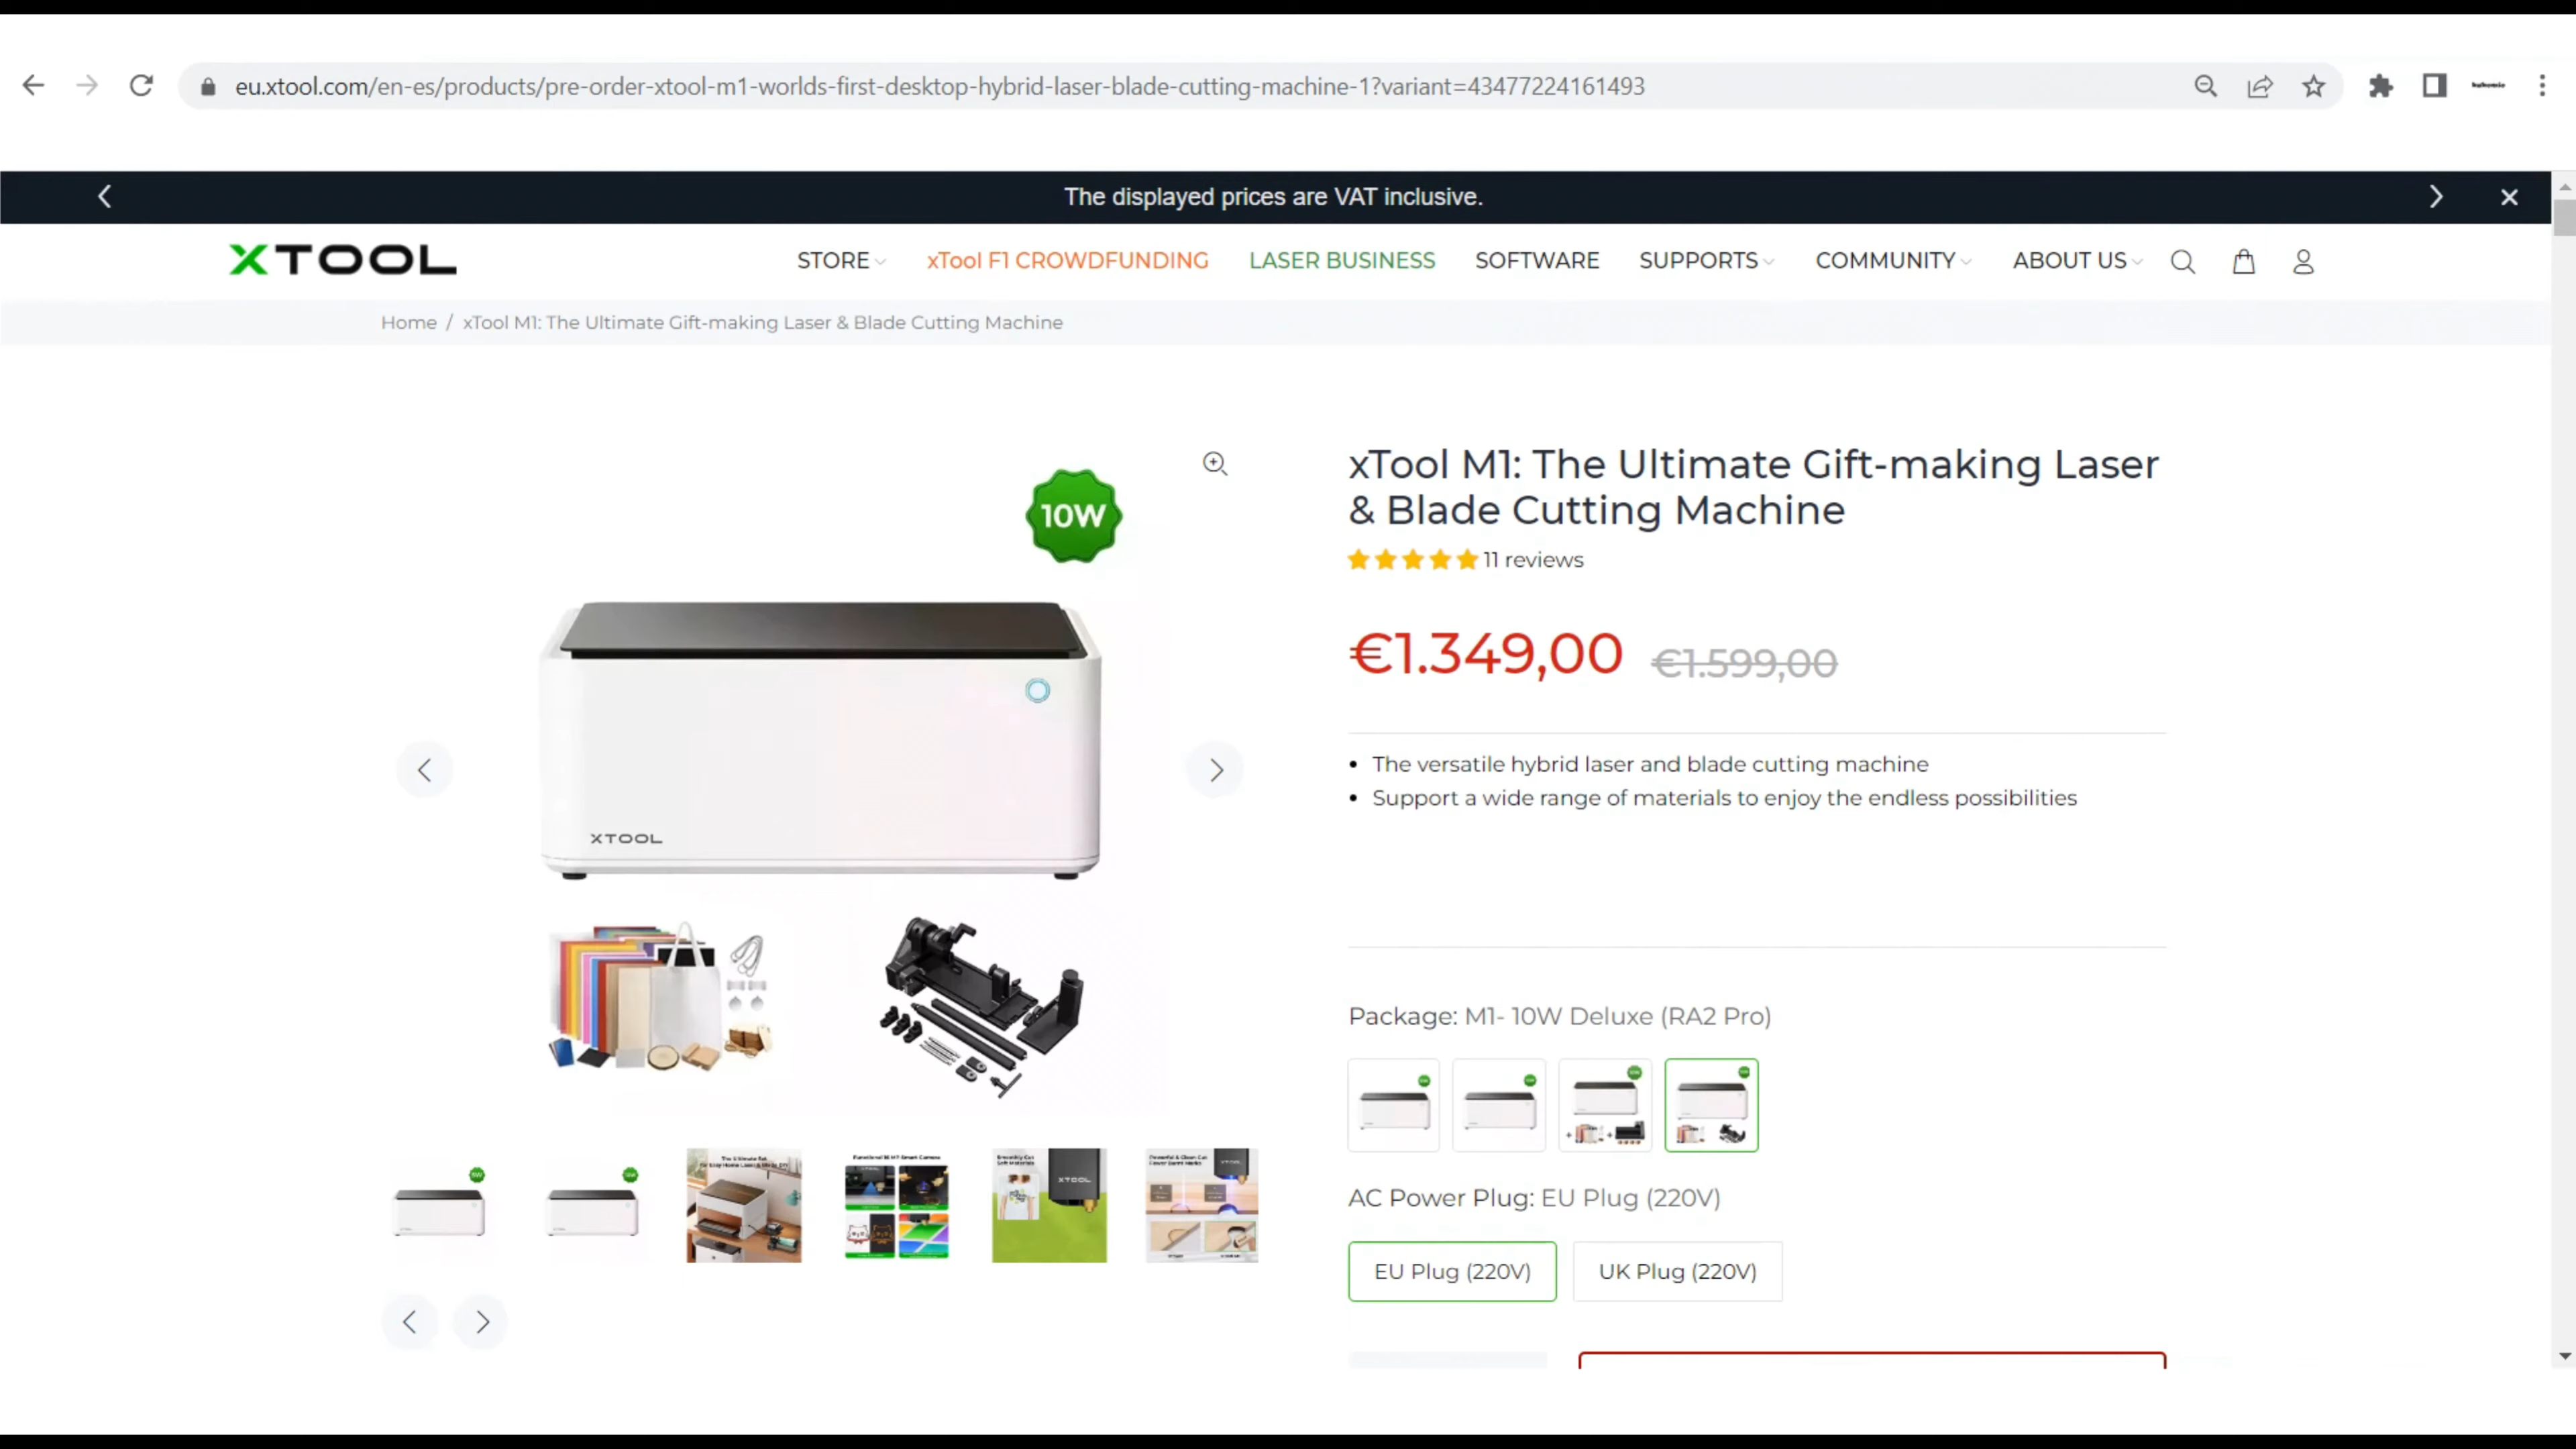 eu.xtool.com/en-es/products/pre-order-xtool-m1-worlds-first-desktop-hybrid-laser-blade-cutting-machine-1?variant=43477224161493
The displayed prices are VAT inclusive.
XTOOL
STORE
xTool F1 CROWDFUNDING
LASER BUSINESS
SOFTWARE
SUPPORTS
COMMUNITY
ABOUT US
Home / xTool M1: The Ultimate Gift-making Laser & Blade Cutting Machine
10W
XTOOL
xTool M1: The Ultimate Gift-making Laser
& Blade Cutting Machine
11 reviews
€1.349,00 €1.599,00
• The versatile hybrid laser and blade cutting machine
• Support a wide range of materials to enjoy the endless possibilities
Package: M1- 10W Deluxe (RA2 Pro)
AC Power Plug: EU Plug (220V)
EU Plug (220V)
UK Plug (220V)
XTOOL